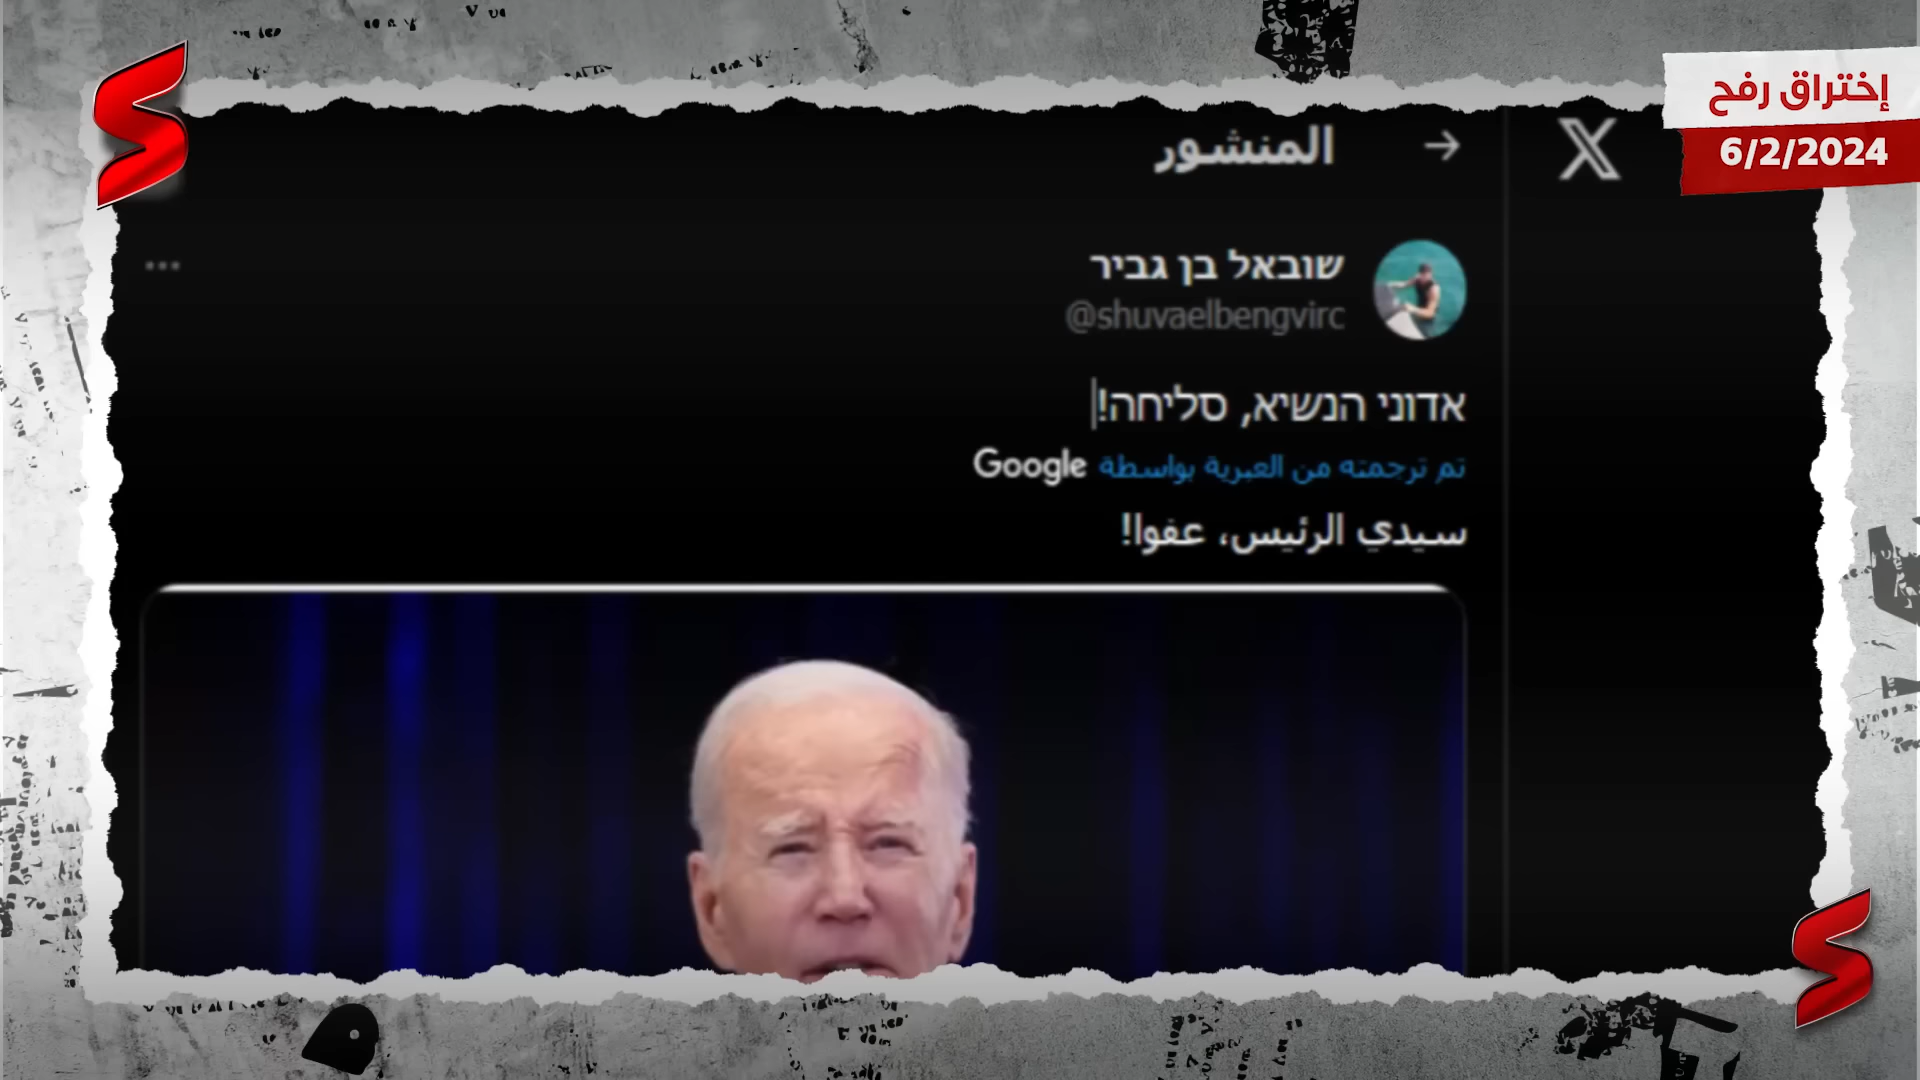 إختراق رفح
6/2/2024
المنشور
שובאל בן גביר
@shuvaelbengvirc
אדוני הנשיא, סליחה!
تم ترجمته من العبرية بواسطة Google
سيدي الرئيس، عفوا!